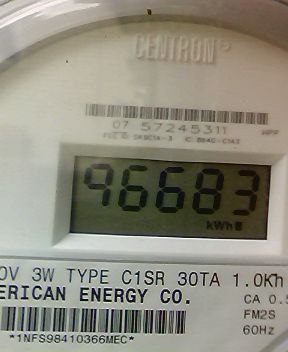 CENTRON
07 57245311
96683
kWh
0V 3W TYPE C1SR 30TA 1.0Kh
ERICAN ENERGY CO.
CA 0.5
FM2S
60Hz
*1NFS98410366MEC*